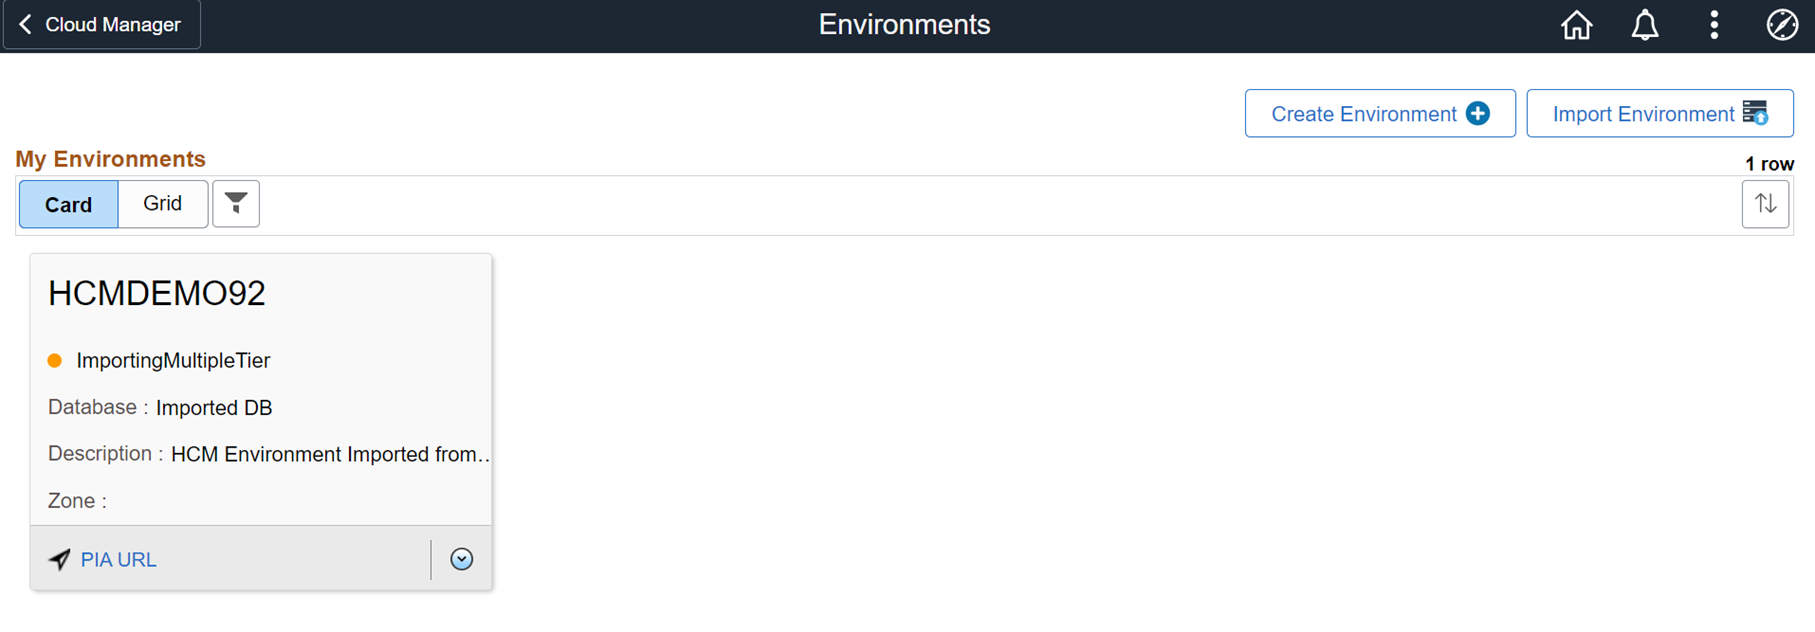 Cloud Manager
Environments
Create Environment
Import Environment
My Environments
1 row
Card
Grid
HCMDEMO92
ImportingMultipleTier
Database : Imported DB
Description : HCM Environment Imported from..
Zone :
PIA URL